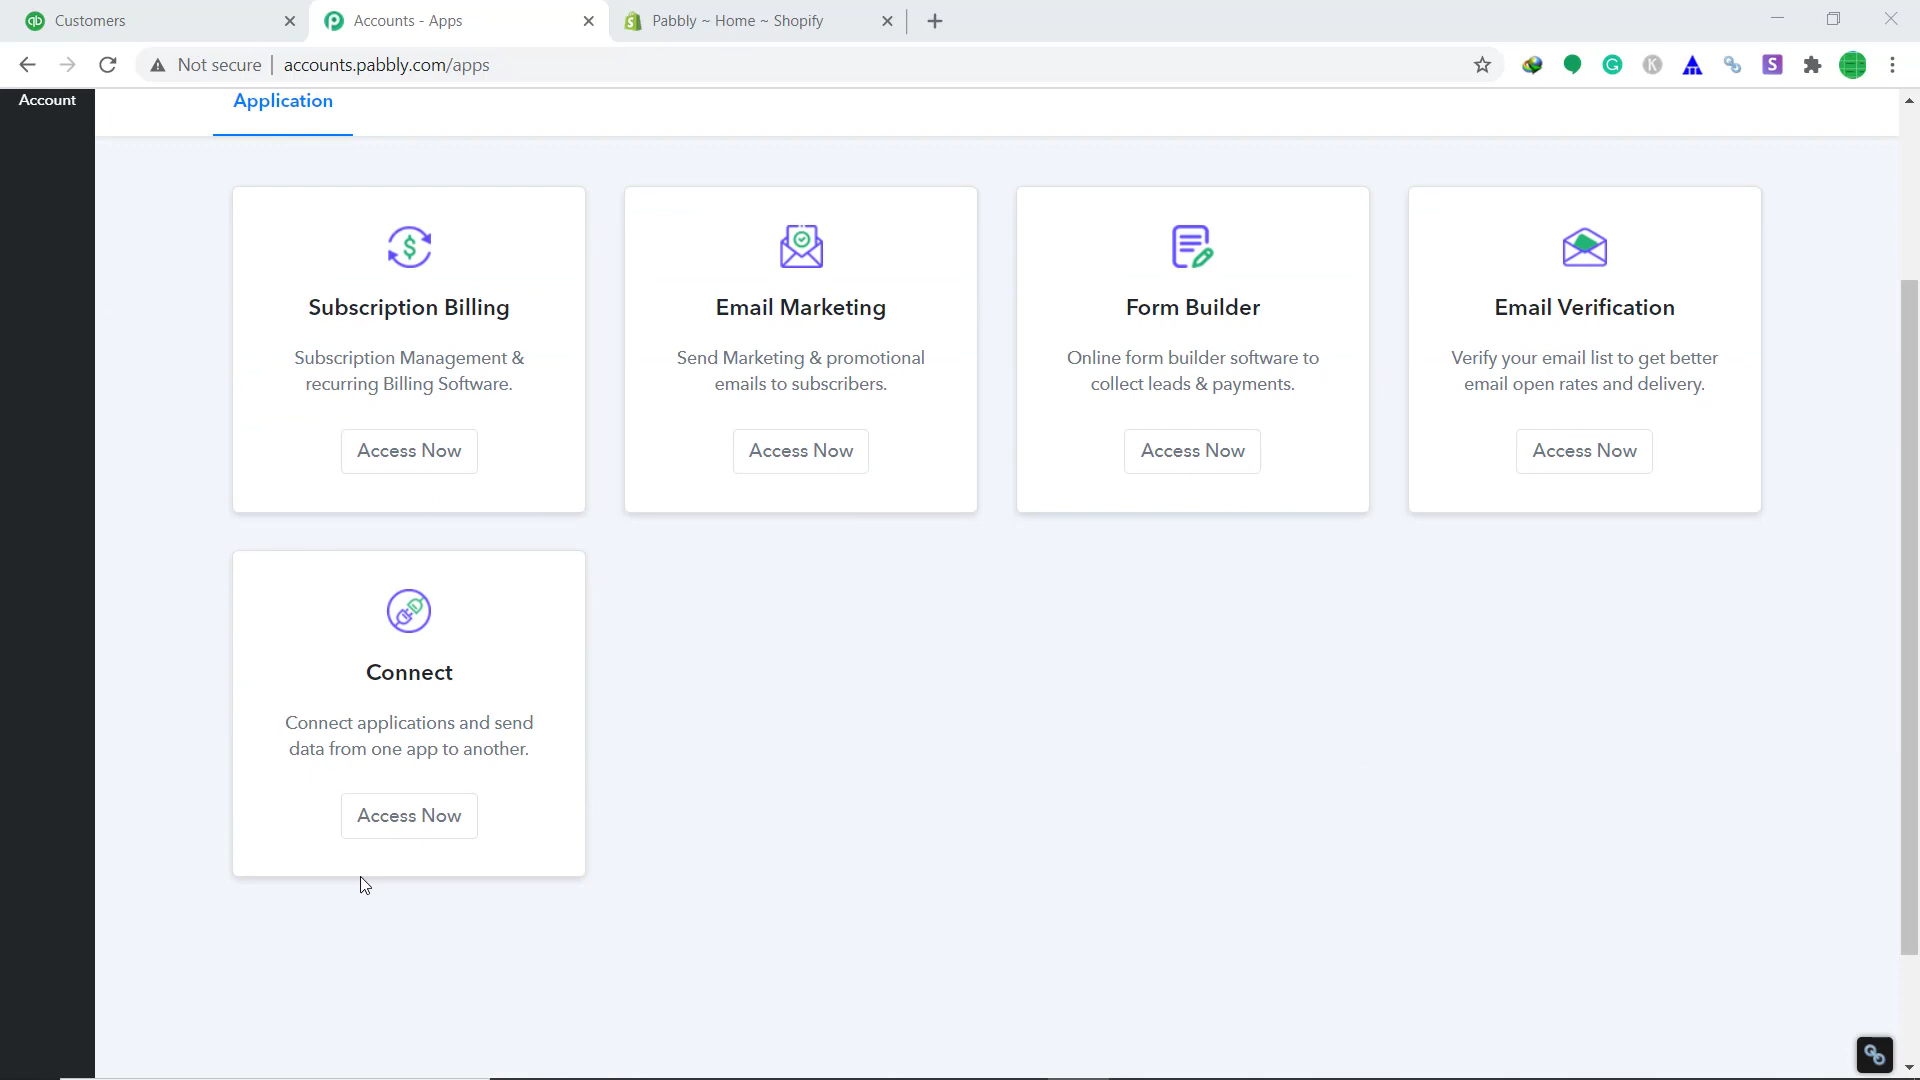 Customers
Accounts - Apps
Pabbly ~ Home ~ Shopify
Not secure
accounts.pabbly.com/apps
Account
Application
Subscription Billing
Subscription Management &
recurring Billing Software.
Access Now
Email Marketing
Send Marketing & promotional
emails to subscribers.
Access Now
Form Builder
Online form builder software to
collect leads & payments.
Access Now
Email Verification
Verify your email list to get better
email open rates and delivery.
Access Now
Connect
Connect applications and send
data from one app to another.
Access Now